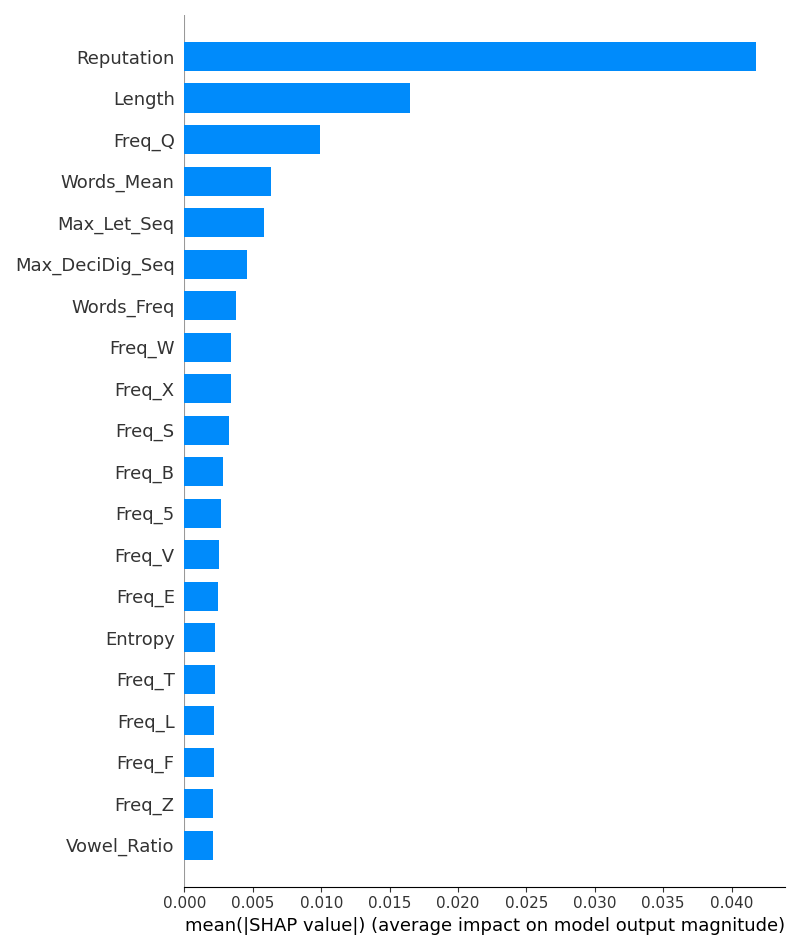 Reputation
Length
Freq_Q
Words_Mean
Max_Let_Seq
Max_DeciDig_Seq
Words_Freq
Freq_W
Freq_X
Freq_S
Freq_B
Freq_5
Freq_V
Freq_E
Entropy
Freq_T
Freq_L
Freq_F
Freq_Z
Vowel_Ratio
0.000 0.005 0.010 0.015 0.020 0.025 0.030 0.035 0.040
mean(|SHAP value|) (average impact on model output magnitude)